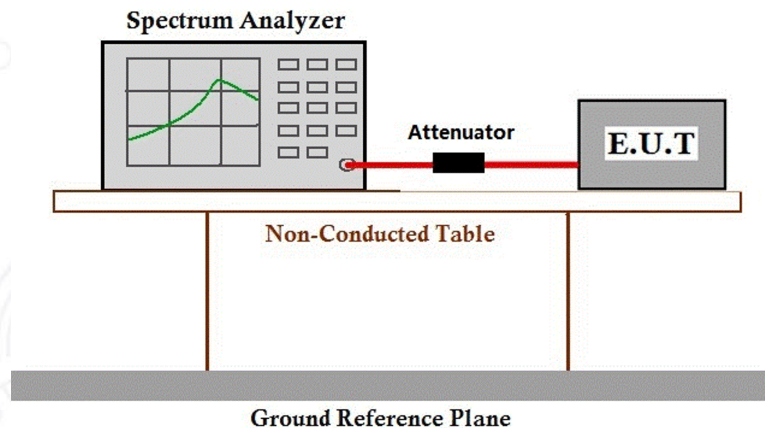 Spectrum Analyzer
Attenuator
E.U.T
Non-Conducted Table
Ground Reference Plane